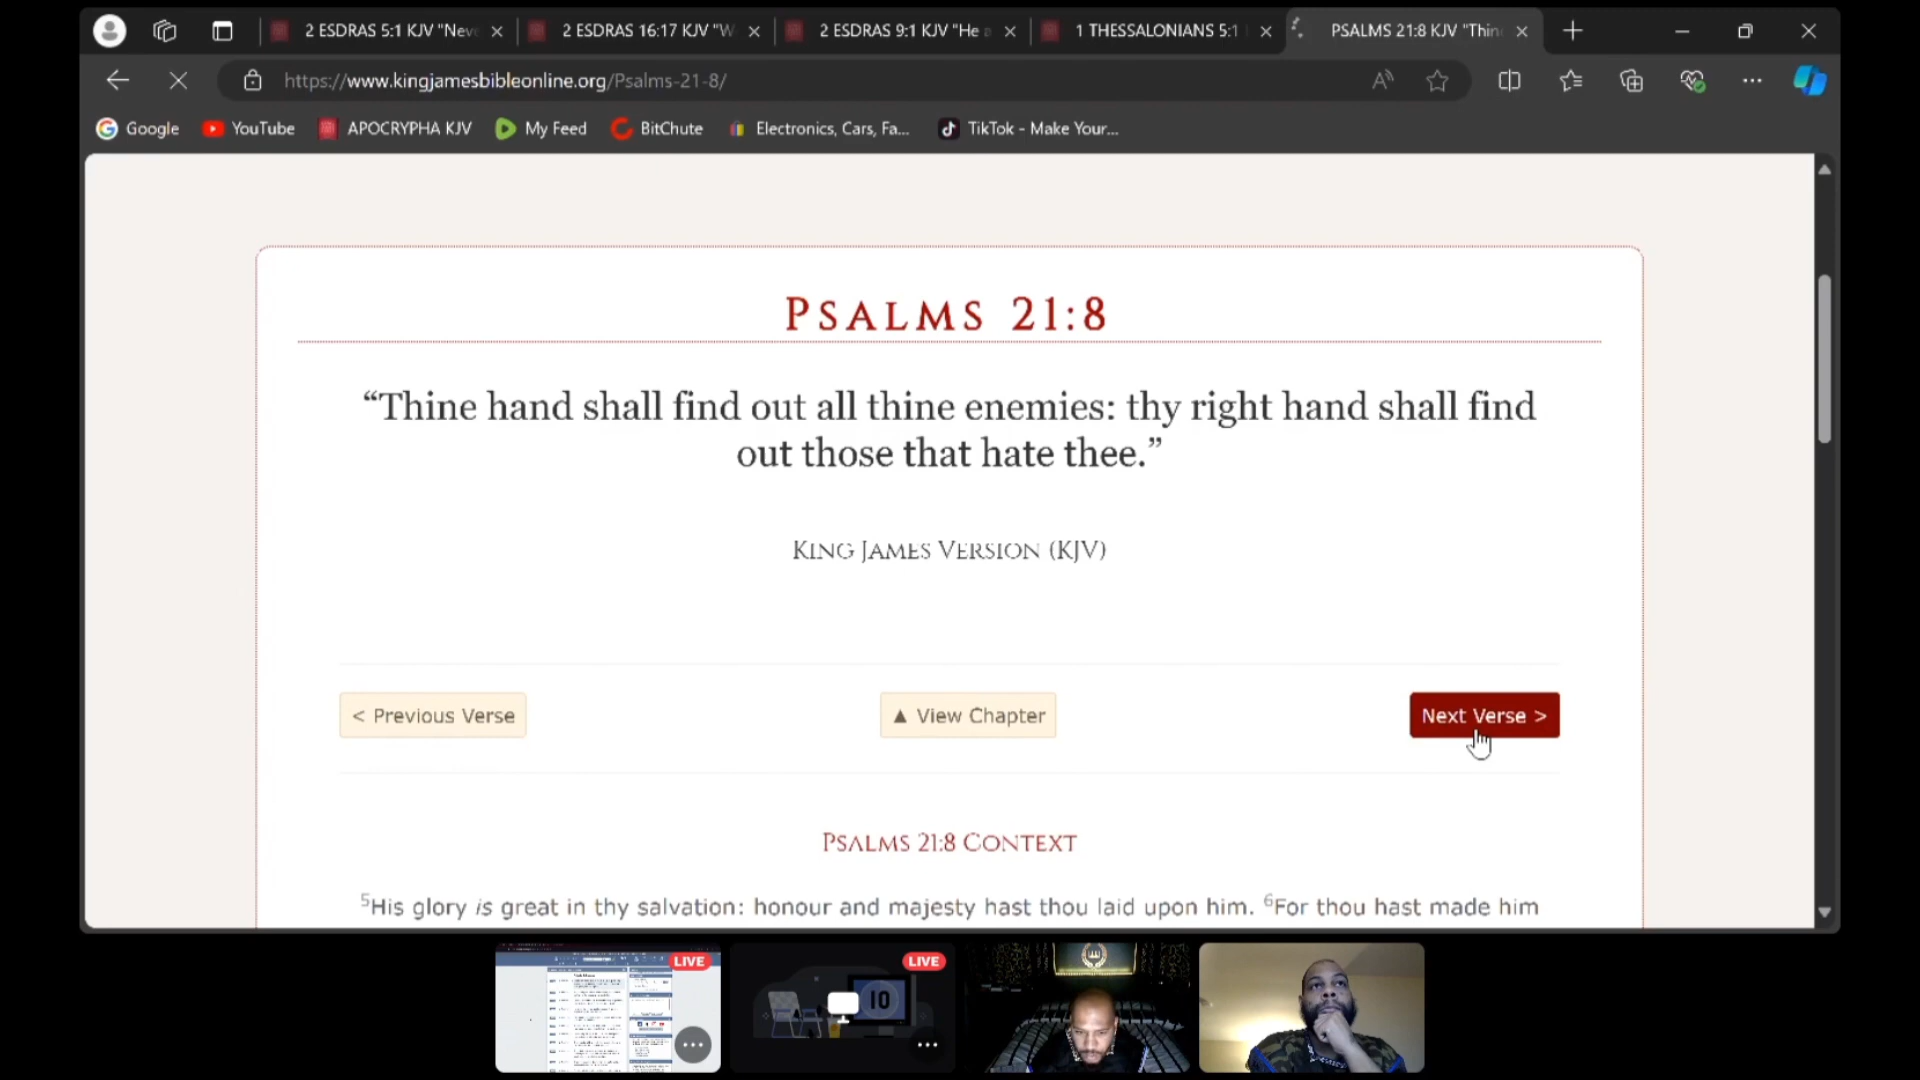 2 ESDRAS 5:1 KJV "Neve
2 ESDRAS 16:17 KJV "W
2 ESDRAS 9:1 KJV "He a
1 THESSALONIANS 5:1
PSALMS 21:8 KJV "Thin
https://www.kingjamesbibleonline.org/Psalms-21-8/
Google
YouTube
APOCRYPHA KJV
My Feed
BitChute
Electronics, Cars, Fa...
TikTok - Make Your...
PSALMS 21:8
“Thine hand shall find out all thine enemies: thy right hand shall find
out those that hate thee.”
KING JAMES VERSION (KJV)
< Previous Verse
▲ View Chapter
Next Verse >
PSALMS 21:8 CONTEXT
5His glory is great in thy salvation: honour and majesty hast thou laid upon him. 6For thou hast made him
LIVE
LIVE
10